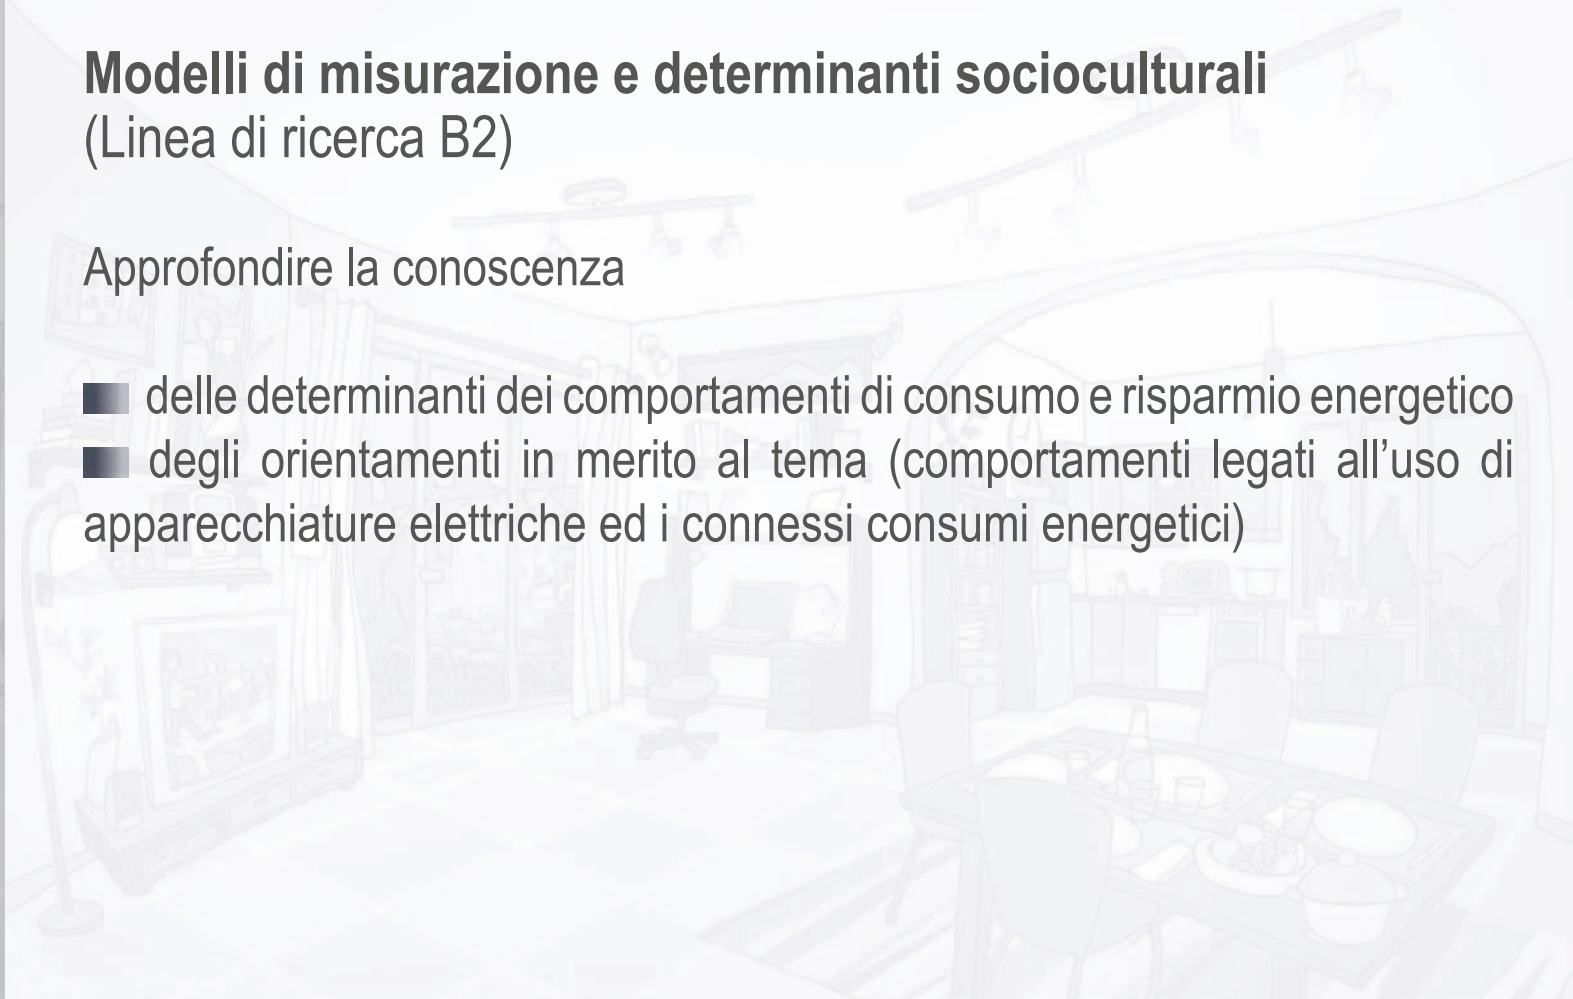 Modelli di misurazione e determinanti socioculturali
(Linea di ricerca B2)
Approfondire la conoscenza
delle determinanti dei comportamenti di consumo e risparmio energetico
degli orientamenti in merito al tema (comportamenti legati all’uso di
apparecchiature elettriche ed i connessi consumi energetici)